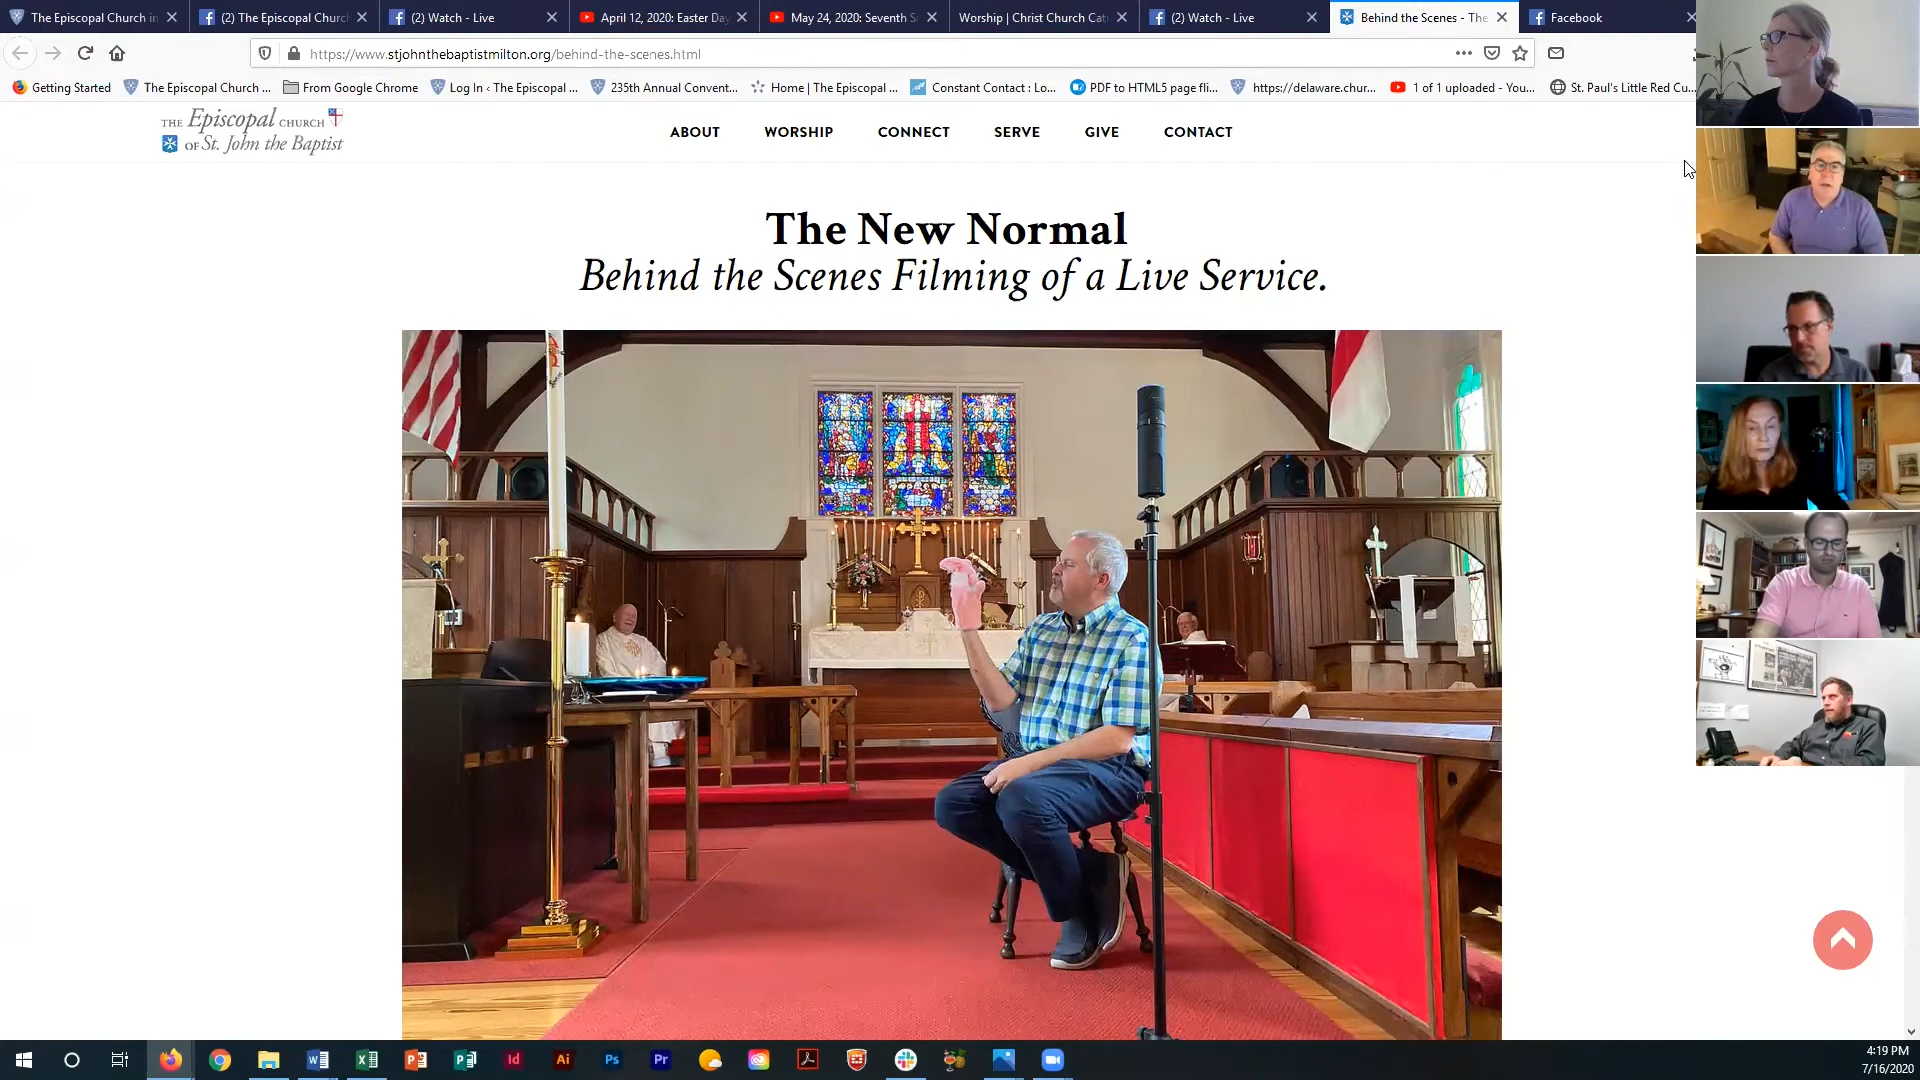 The Episcopal Church in
(2) The Episcopal Church
(2) Watch - Live
April 12, 2020: Easter Day
May 24, 2020: Seventh S
Worship | Christ Church Cat
(2) Watch - Live
Behind the Scenes - The
Facebook
https://www.stjohnthebaptistmilton.org/behind-the-scenes.html
Getting Started
The Episcopal Church ...
From Google Chrome
Log In ‹ The Episcopal ...
235th Annual Convent...
Home | The Episcopal ...
Constant Contact : Lo...
PDF to HTML5 page fli...
https://delaware.chur...
1 of 1 uploaded - You...
St. Paul's Little Red Cu...
THE Episcopal CHURCH
OF St. John the Baptist
ABOUT
WORSHIP
CONNECT
SERVE
GIVE
CONTACT
The New Normal
Behind the Scenes Filming of a Live Service.
Id
Ai
Ps
Pr
4:19 PM
7/16/2020